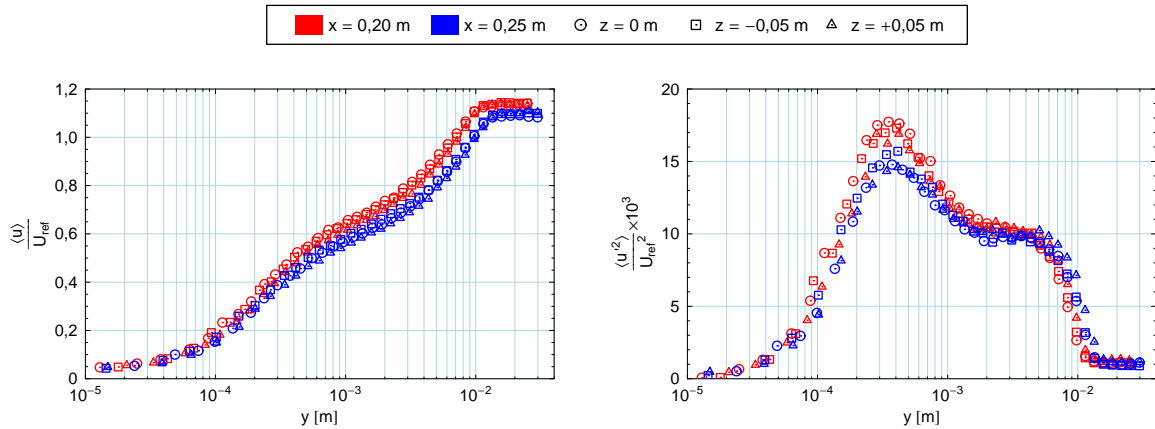 x = 0,20 m x = 0,25 m z = 0 m z = −0,05 m z = +0,05 m
1,2
1,0
0,8
0,6
0,4
0,2
0
⟨u⟩
U_ref
10⁻⁵ 10⁻⁴ 10⁻³ 10⁻²
y [m]
20
15
10
5
0
⟨u'²⟩
U_ref² ×10³
10⁻⁵ 10⁻⁴ 10⁻³ 10⁻²
y [m]